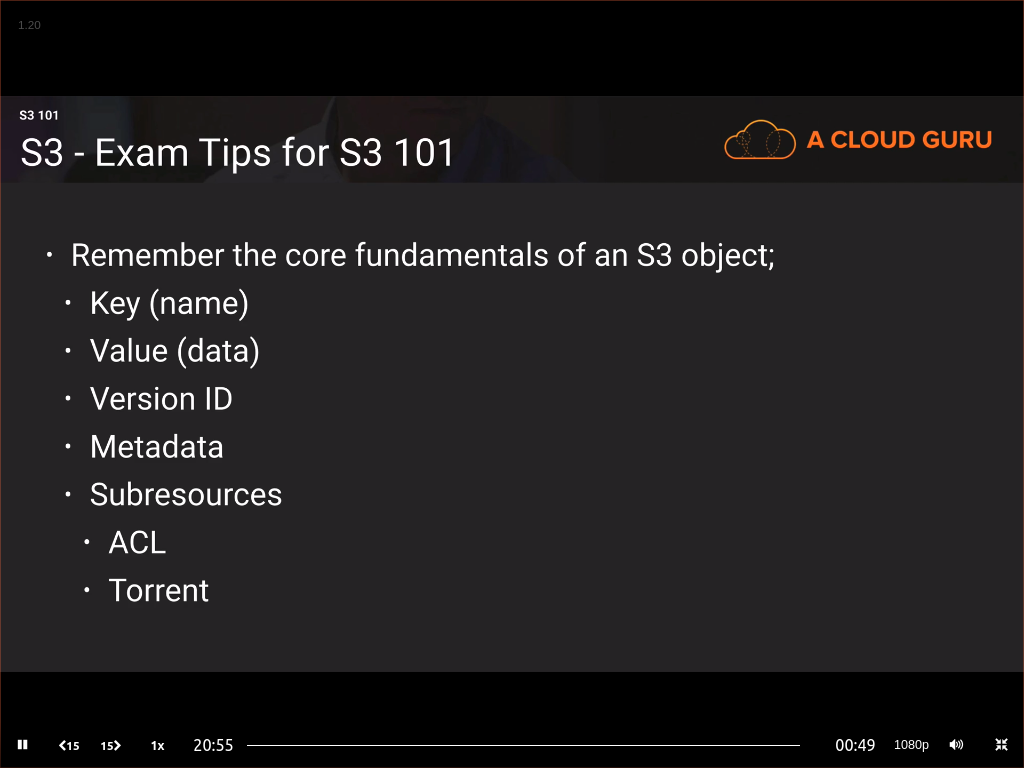 1.20
S3 101
S3 - Exam Tips for S3 101
A CLOUD GURU
· Remember the core fundamentals of an S3 object;
· Key (name)
· Value (data)
· Version ID
· Metadata
· Subresources
· ACL
· Torrent
15 15 1x 20:55 00:49 1080p